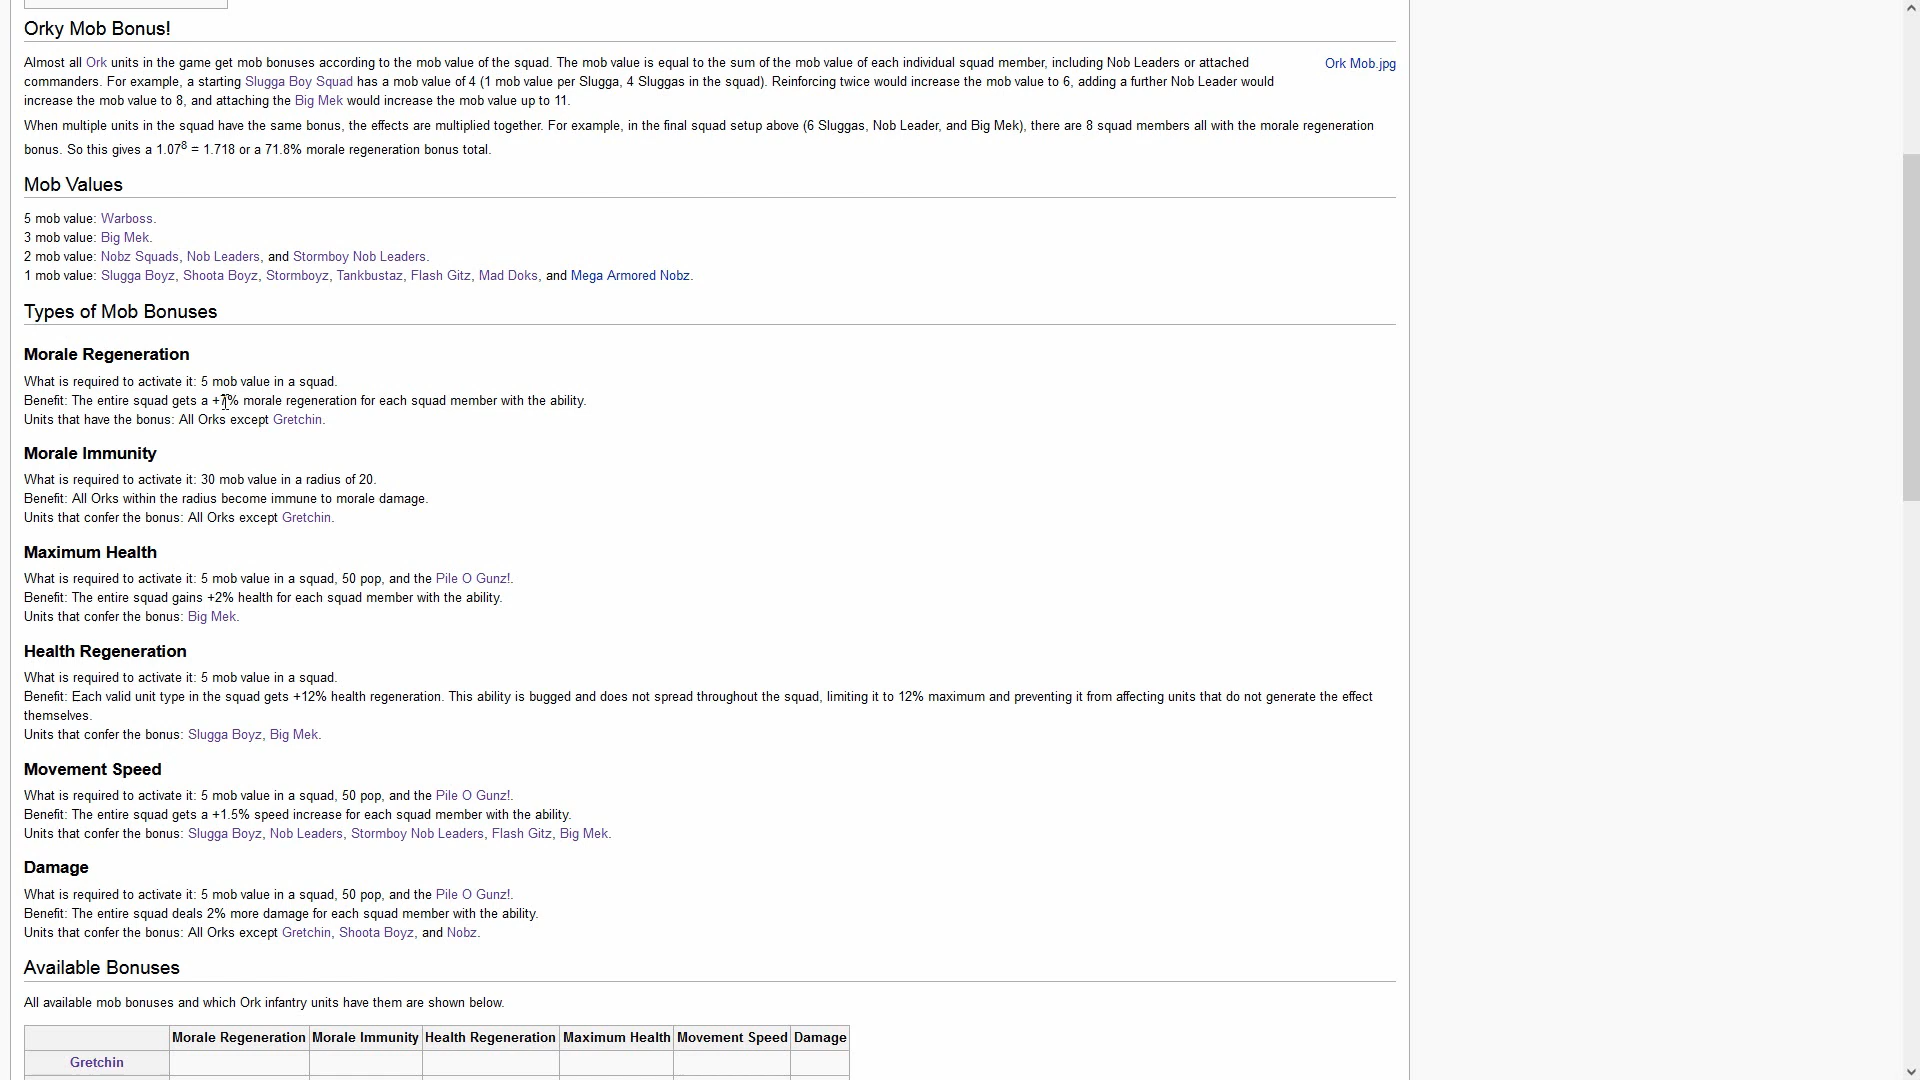 Orky Mob Bonus!
Almost all Ork units in the game get mob bonuses according to the mob value of the squad. The mob value is equal to the sum of the mob value of each individual squad member, including Nob Leaders or attached
commanders. For example, a starting Slugga Boy Squad has a mob value of 4 (1 mob value per Slugga, 4 Sluggas in the squad). Reinforcing twice would increase the mob value to 6, adding a further Nob Leader would
increase the mob value to 8, and attaching the Big Mek would increase the mob value up to 11.
Ork Mob.jpg
When multiple units in the squad have the same bonus, the effects are multiplied together. For example, in the final squad setup above (6 Sluggas, Nob Leader, and Big Mek), there are 8 squad members all with the morale regeneration
bonus. So this gives a 1.07⁸ = 1.718 or a 71.8% morale regeneration bonus total.
Mob Values
5 mob value: Warboss.
3 mob value: Big Mek.
2 mob value: Nobz Squads, Nob Leaders, and Stormboy Nob Leaders.
1 mob value: Slugga Boyz, Shoota Boyz, Stormboyz, Tankbustaz, Flash Gitz, Mad Doks, and Mega Armored Nobz.
Types of Mob Bonuses
Morale Regeneration
What is required to activate it: 5 mob value in a squad.
Benefit: The entire squad gets a +7% morale regeneration for each squad member with the ability.
Units that have the bonus: All Orks except Gretchin.
Morale Immunity
What is required to activate it: 30 mob value in a radius of 20.
Benefit: All Orks within the radius become immune to morale damage.
Units that confer the bonus: All Orks except Gretchin.
Maximum Health
What is required to activate it: 5 mob value in a squad, 50 pop, and the Pile O Gunz!.
Benefit: The entire squad gains +2% health for each squad member with the ability.
Units that confer the bonus: Big Mek.
Health Regeneration
What is required to activate it: 5 mob value in a squad.
Benefit: Each valid unit type in the squad gets +12% health regeneration. This ability is bugged and does not spread throughout the squad, limiting it to 12% maximum and preventing it from affecting units that do not generate the effect
themselves.
Units that confer the bonus: Slugga Boyz, Big Mek.
Movement Speed
What is required to activate it: 5 mob value in a squad, 50 pop, and the Pile O Gunz!.
Benefit: The entire squad gets a +1.5% speed increase for each squad member with the ability.
Units that confer the bonus: Slugga Boyz, Nob Leaders, Stormboy Nob Leaders, Flash Gitz, Big Mek.
Damage
What is required to activate it: 5 mob value in a squad, 50 pop, and the Pile O Gunz!.
Benefit: The entire squad deals 2% more damage for each squad member with the ability.
Units that confer the bonus: All Orks except Gretchin, Shoota Boyz, and Nobz.
Available Bonuses
All available mob bonuses and which Ork infantry units have them are shown below.
Morale Regeneration Morale Immunity Health Regeneration Maximum Health Movement Speed Damage
Gretchin